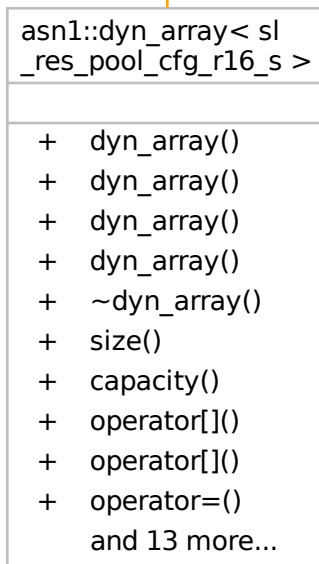 asn1::dyn_array< sl
_res_pool_cfg_r16_s >
+ dyn_array()
+ dyn_array()
+ dyn_array()
+ dyn_array()
+ ~dyn_array()
+ size()
+ capacity()
+ operator[]()
+ operator[]()
+ operator=()
and 13 more...